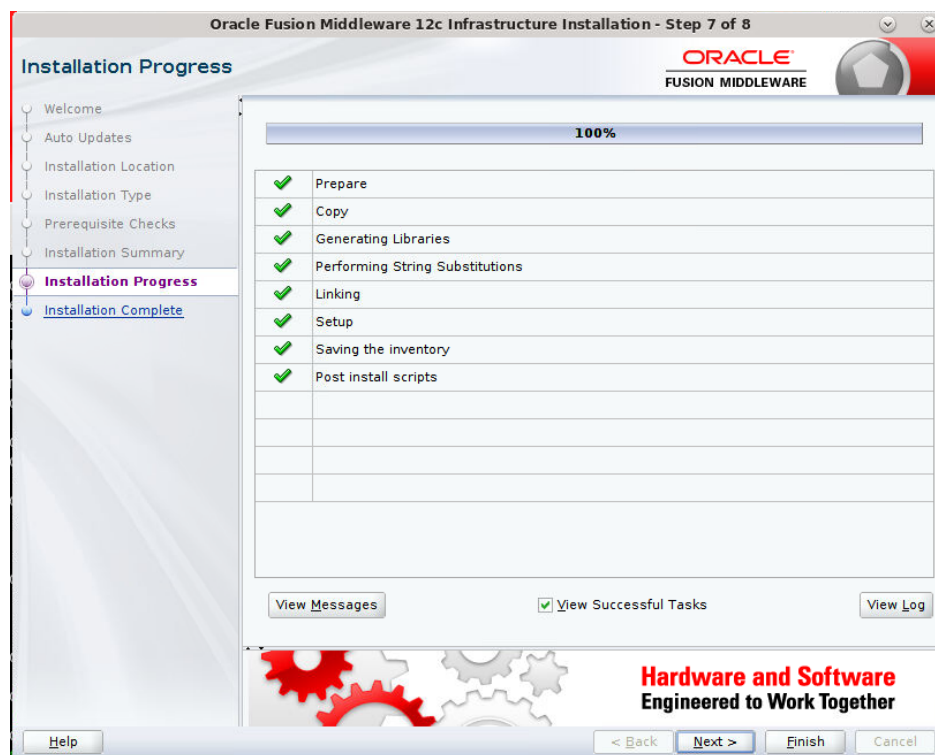 Oracle Fusion Middleware 12c Infrastructure Installation - Step 7 of 8
Installation Progress
ORACLE
FUSION MIDDLEWARE
Welcome
Auto Updates
Installation Location
Installation Type
Prerequisite Checks
Installation Summary
Installation Progress
Installation Complete
100%
Prepare
Copy
Generating Libraries
Performing String Substitutions
Linking
Setup
Saving the inventory
Post install scripts
View Messages
View Successful Tasks
View Log
Hardware and Software
Engineered to Work Together
Help
< Back
Next >
Finish
Cancel